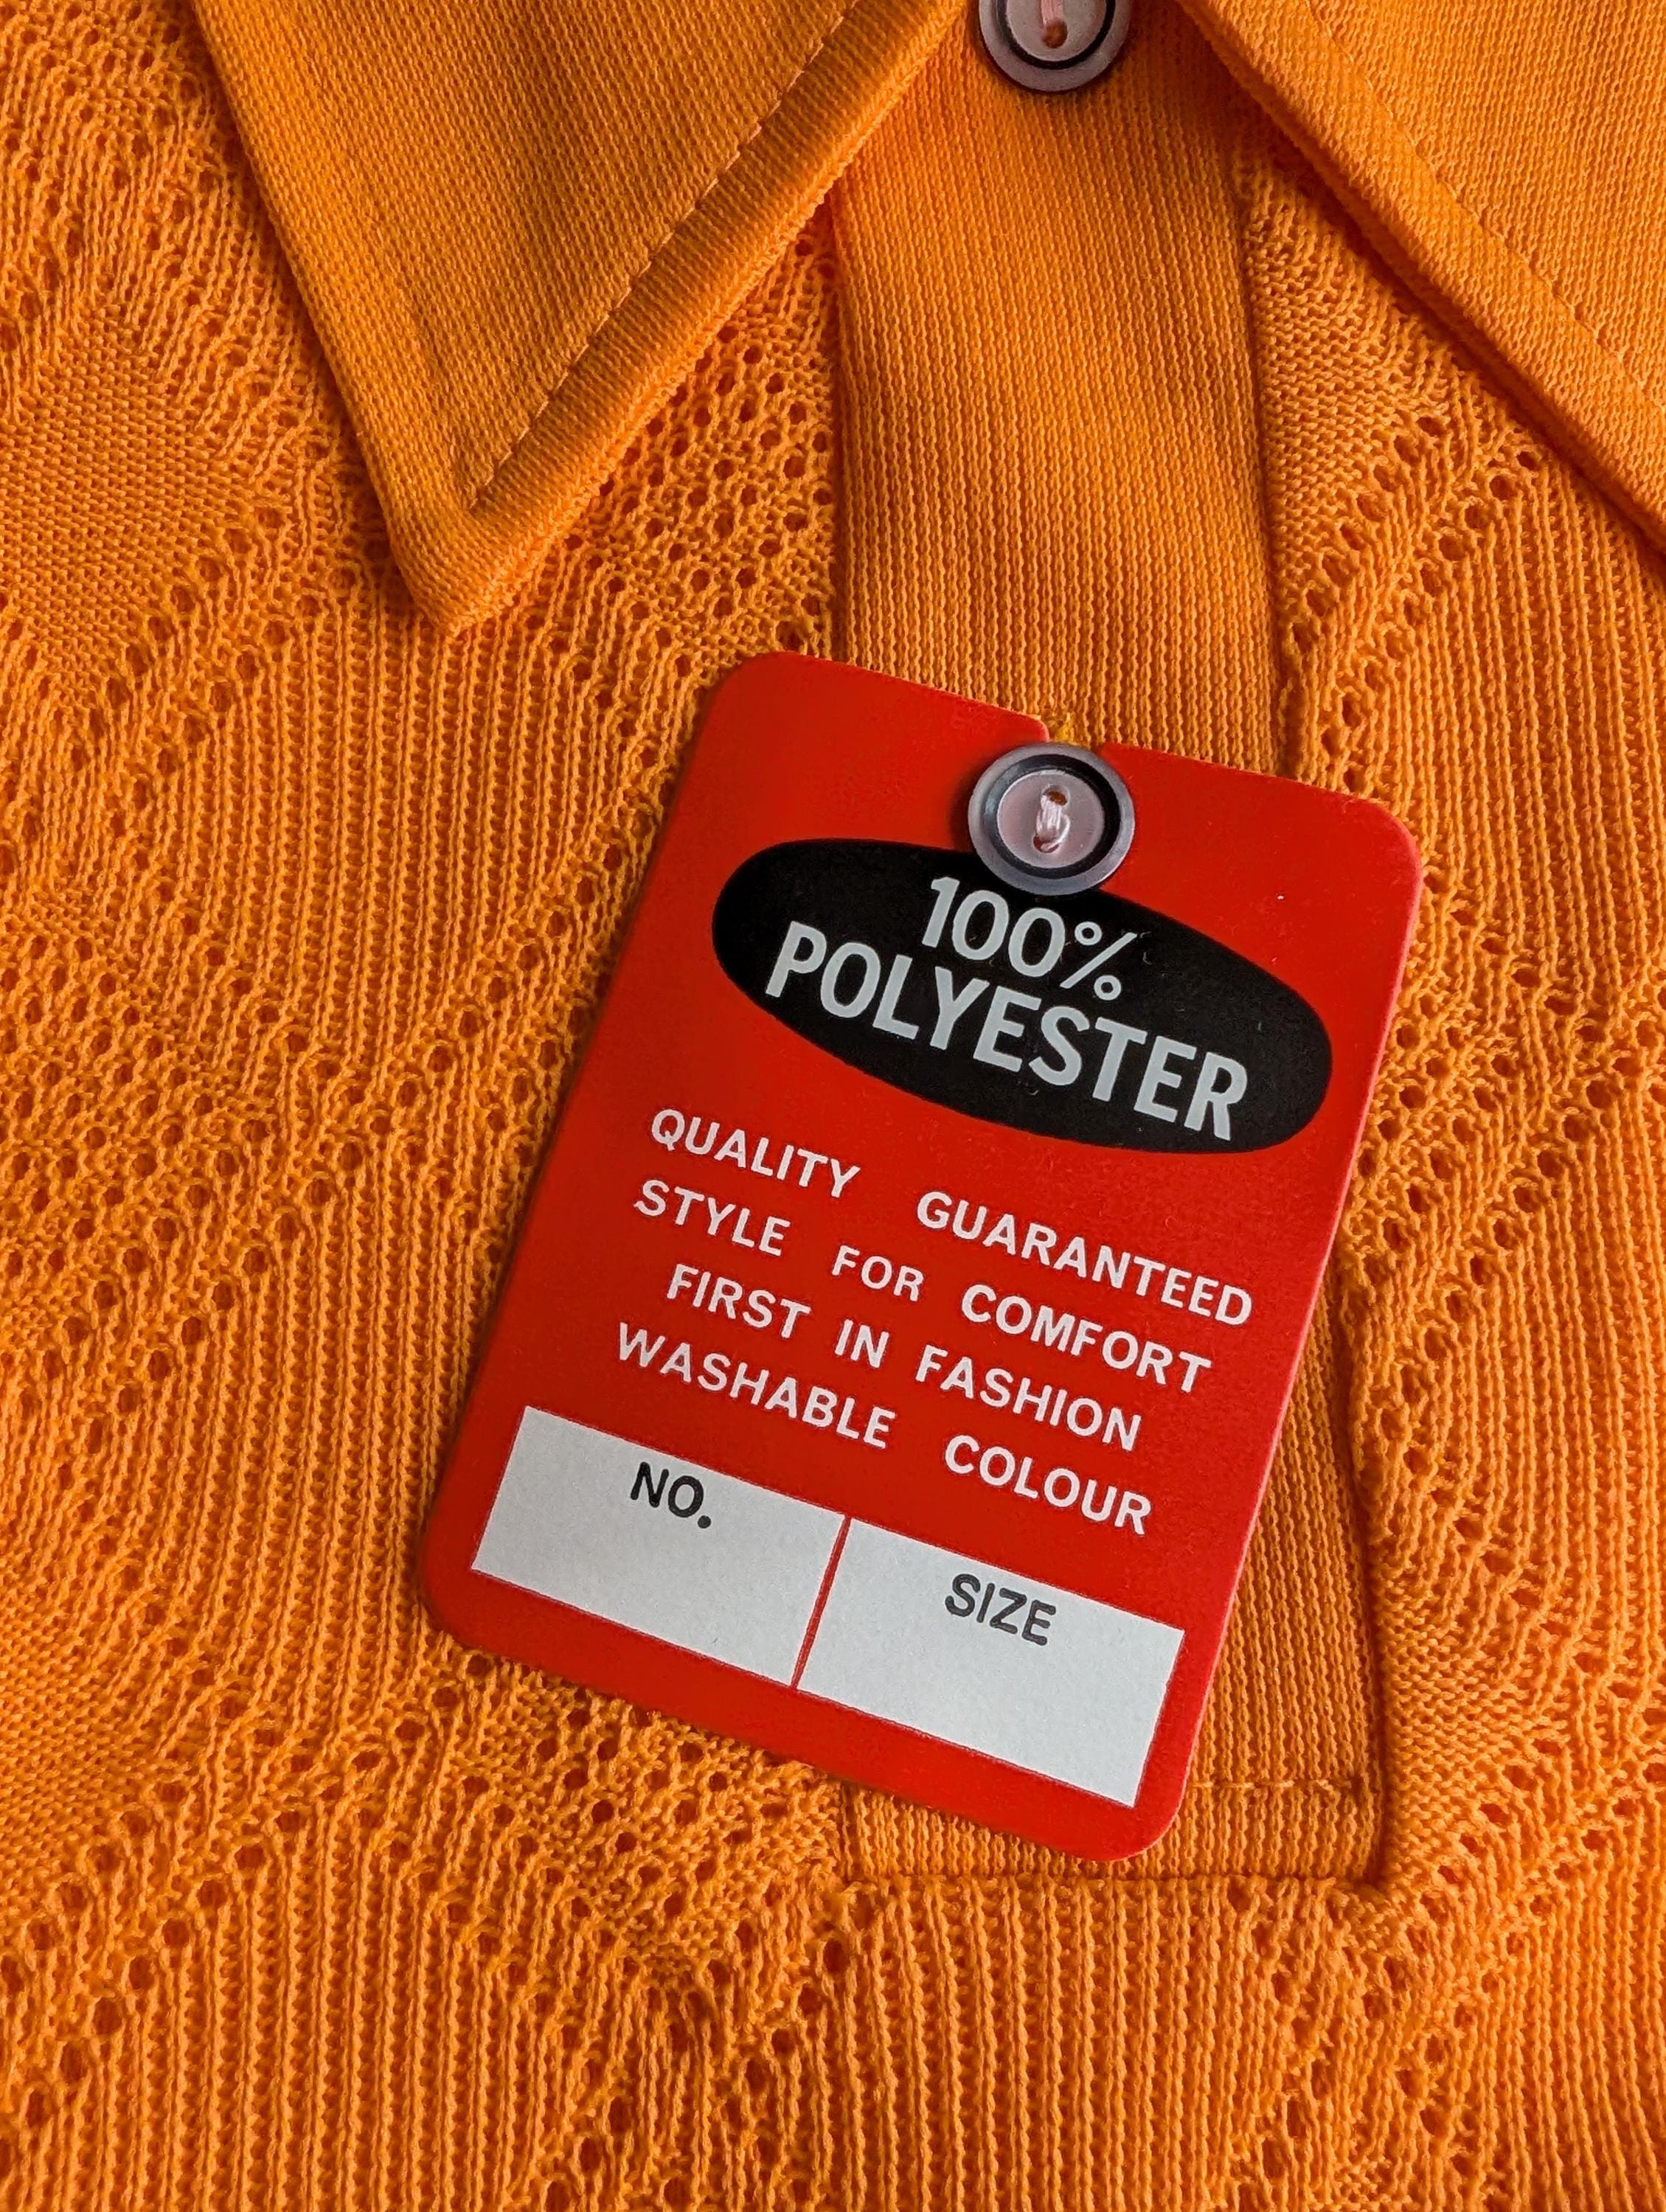 100%
POLYESTER
QUALITY GUARANTEED
STYLE FOR COMFORT
FIRST IN FASHION
WASHABLE COLOUR
NO.
SIZE